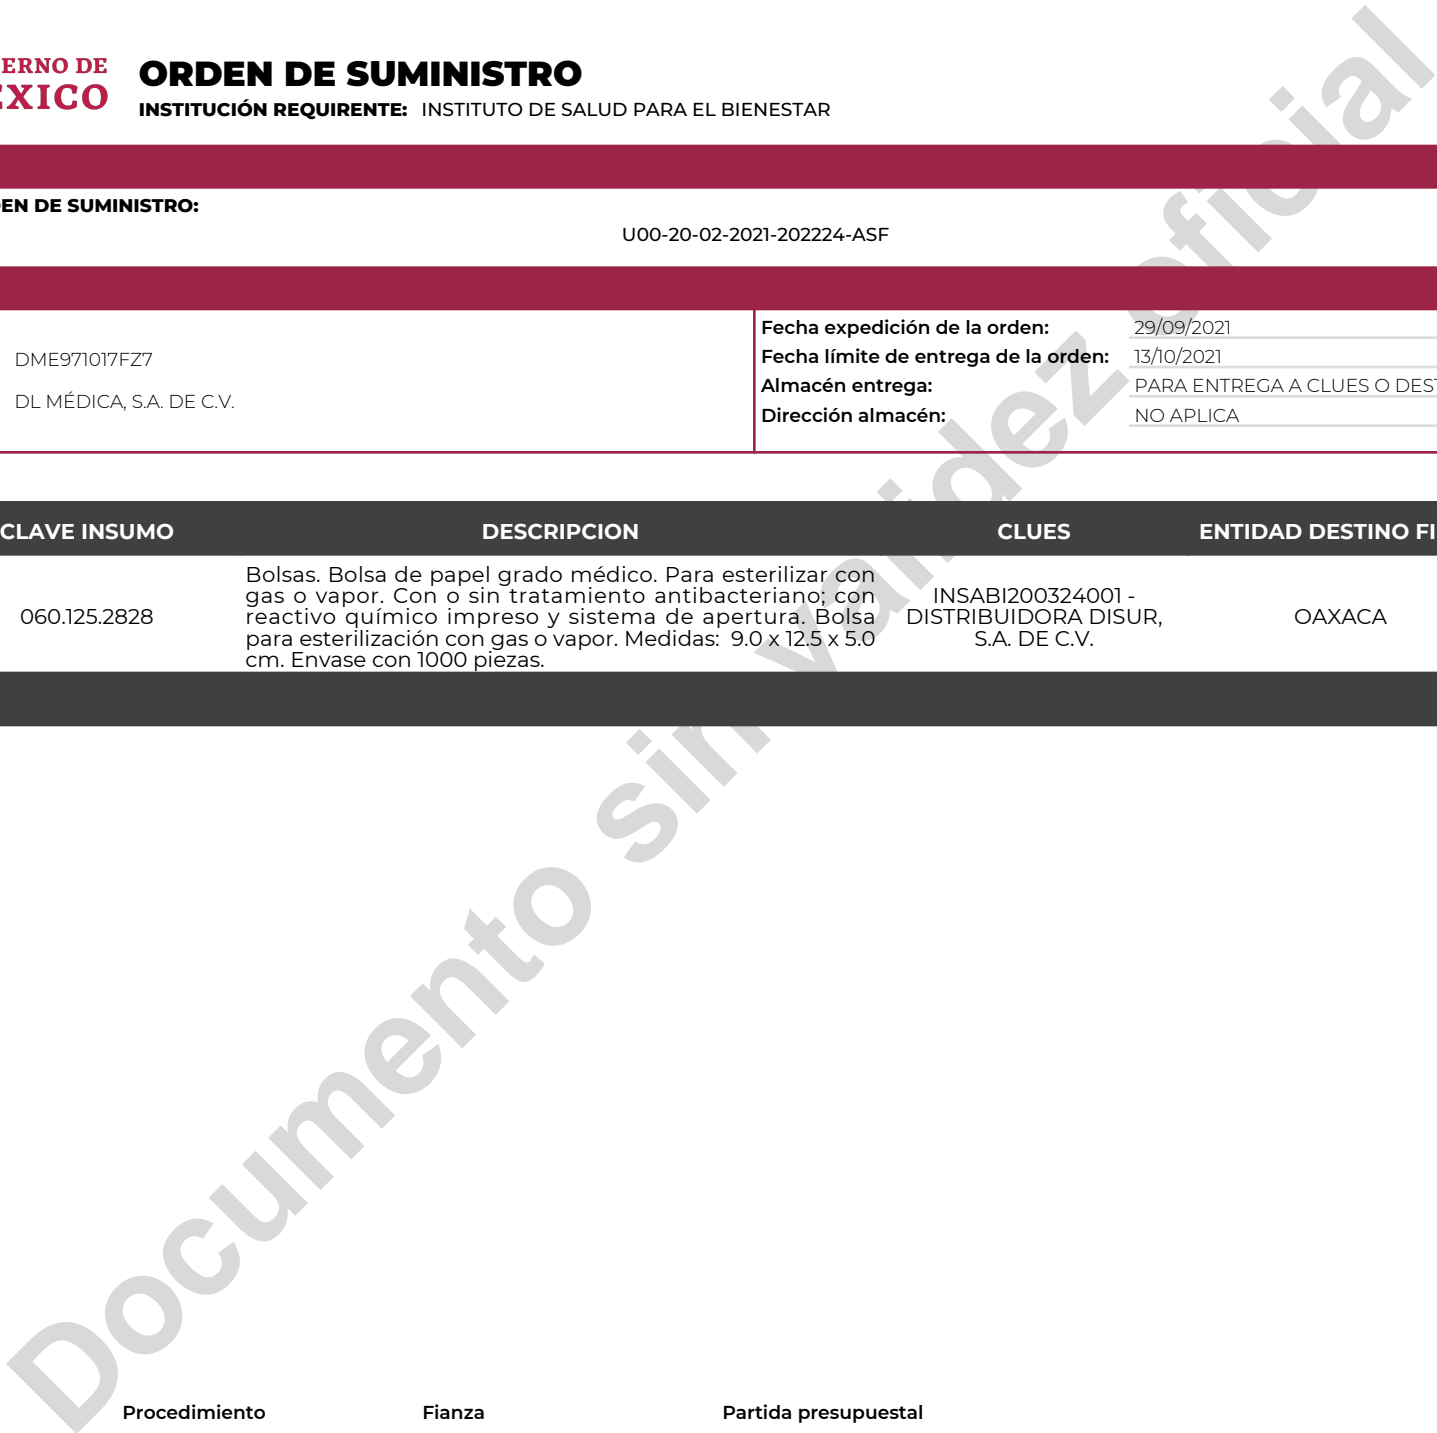 ERNO DE
EXICO
ORDEN DE SUMINISTRO
INSTITUCIÓN REQUIRENTE: INSTITUTO DE SALUD PARA EL BIENESTAR
EN DE SUMINISTRO:
U00-20-02-2021-202224-ASF
DME971017FZ7
DL MÉDICA, S.A. DE C.V.
Fecha expedición de la orden: 29/09/2021
Fecha límite de entrega de la orden: 13/10/2021
Almacén entrega: PARA ENTREGA A CLUES O DEST
Dirección almacén: NO APLICA
CLAVE INSUMO DESCRIPCION CLUES ENTIDAD DESTINO FI
060.125.2828
Bolsas. Bolsa de papel grado médico. Para esterilizar con
gas o vapor. Con o sin tratamiento antibacteriano; con
reactivo químico impreso y sistema de apertura. Bolsa
para esterilización con gas o vapor. Medidas: 9.0 x 12.5 x 5.0
cm. Envase con 1000 piezas.
INSABI200324001 -
DISTRIBUIDORA DISUR,
S.A. DE C.V.
OAXACA
Documento sin validez oficial
Procedimiento Fianza Partida presupuestal